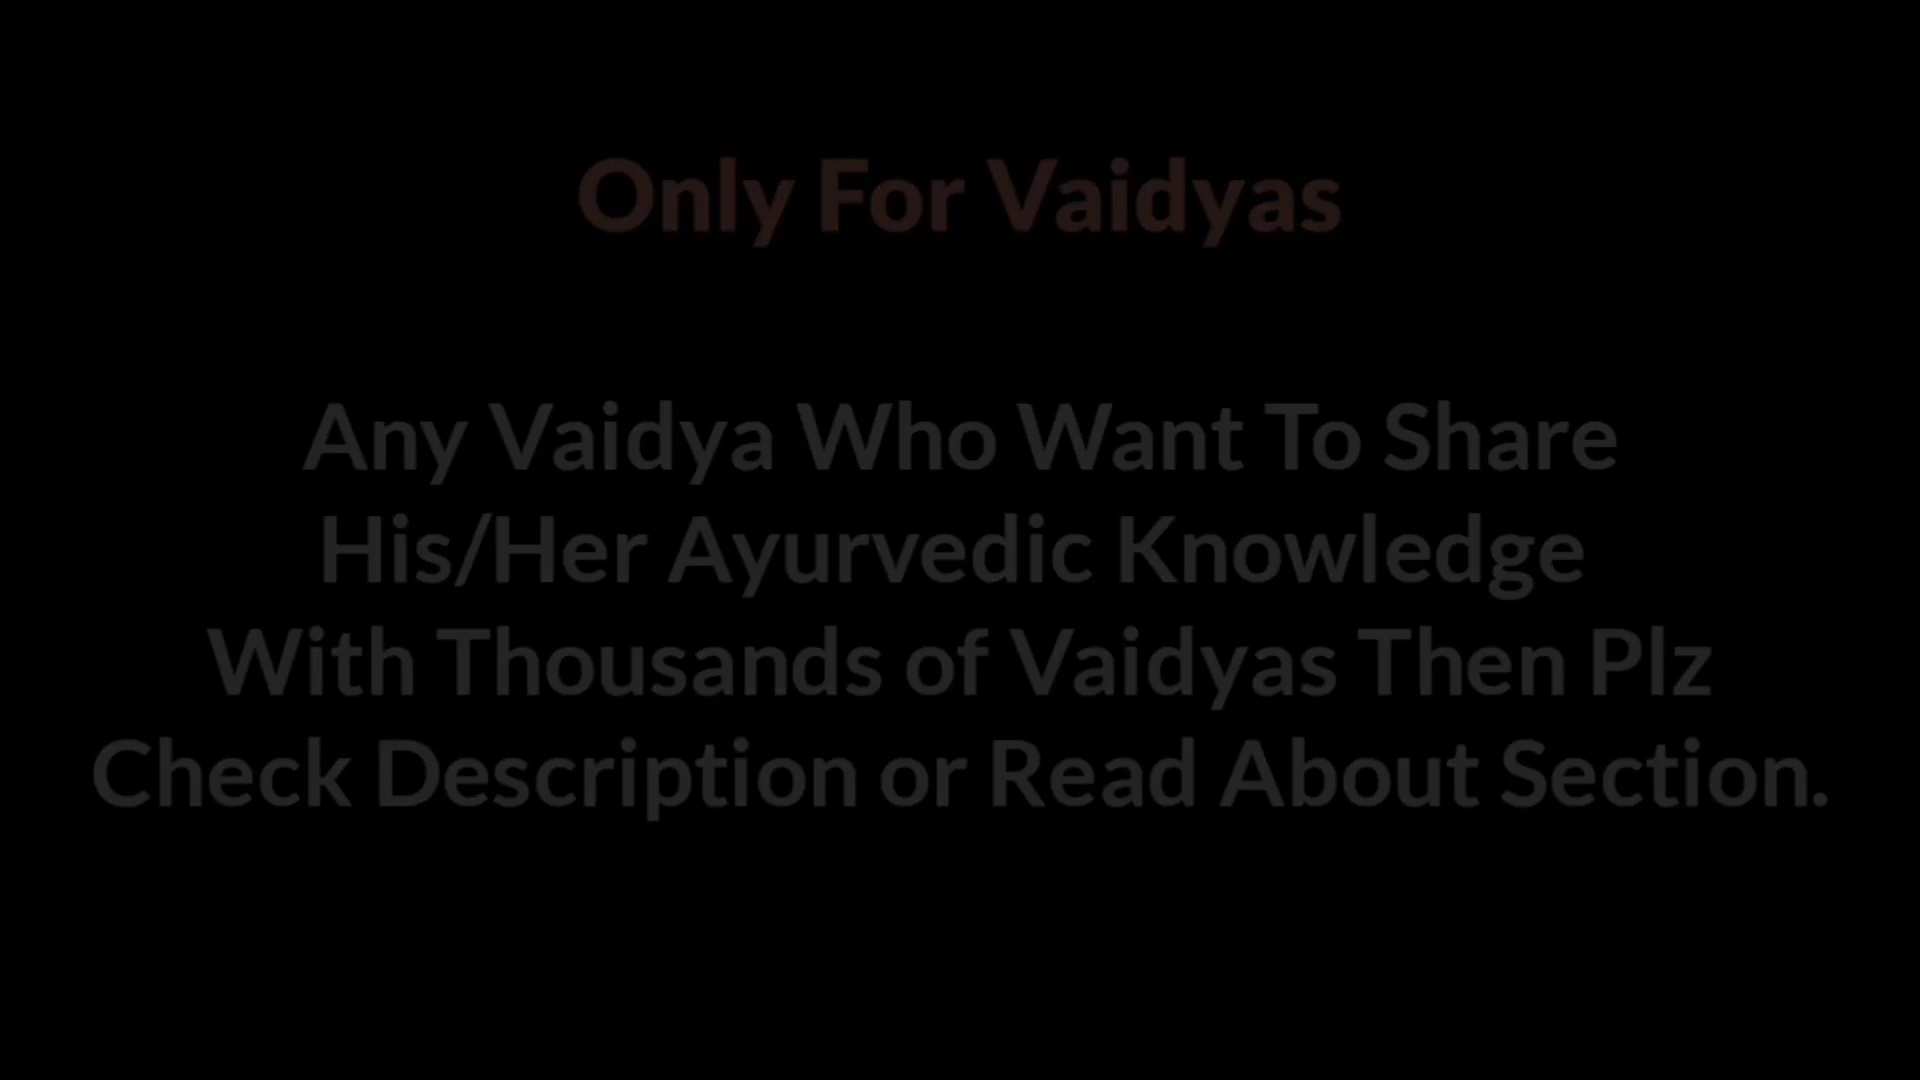 Only For Vaidyas
Any Vaidya Who Want To Share
His/Her Ayurvedic Knowledge
With Thousands of Vaidyas Then Plz
Check Description or Read About Section.